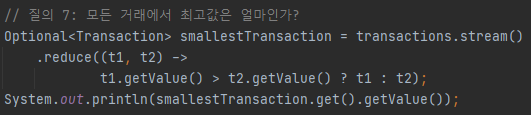 // 질의 7: 모든 거래에서 최고값은 얼마인가?
Optional<Transaction> smallestTransaction = transactions.stream()
.reduce((t1, t2) ->
t1.getValue() > t2.getValue() ? t1 : t2);
System.out.println(smallestTransaction.get().getValue());